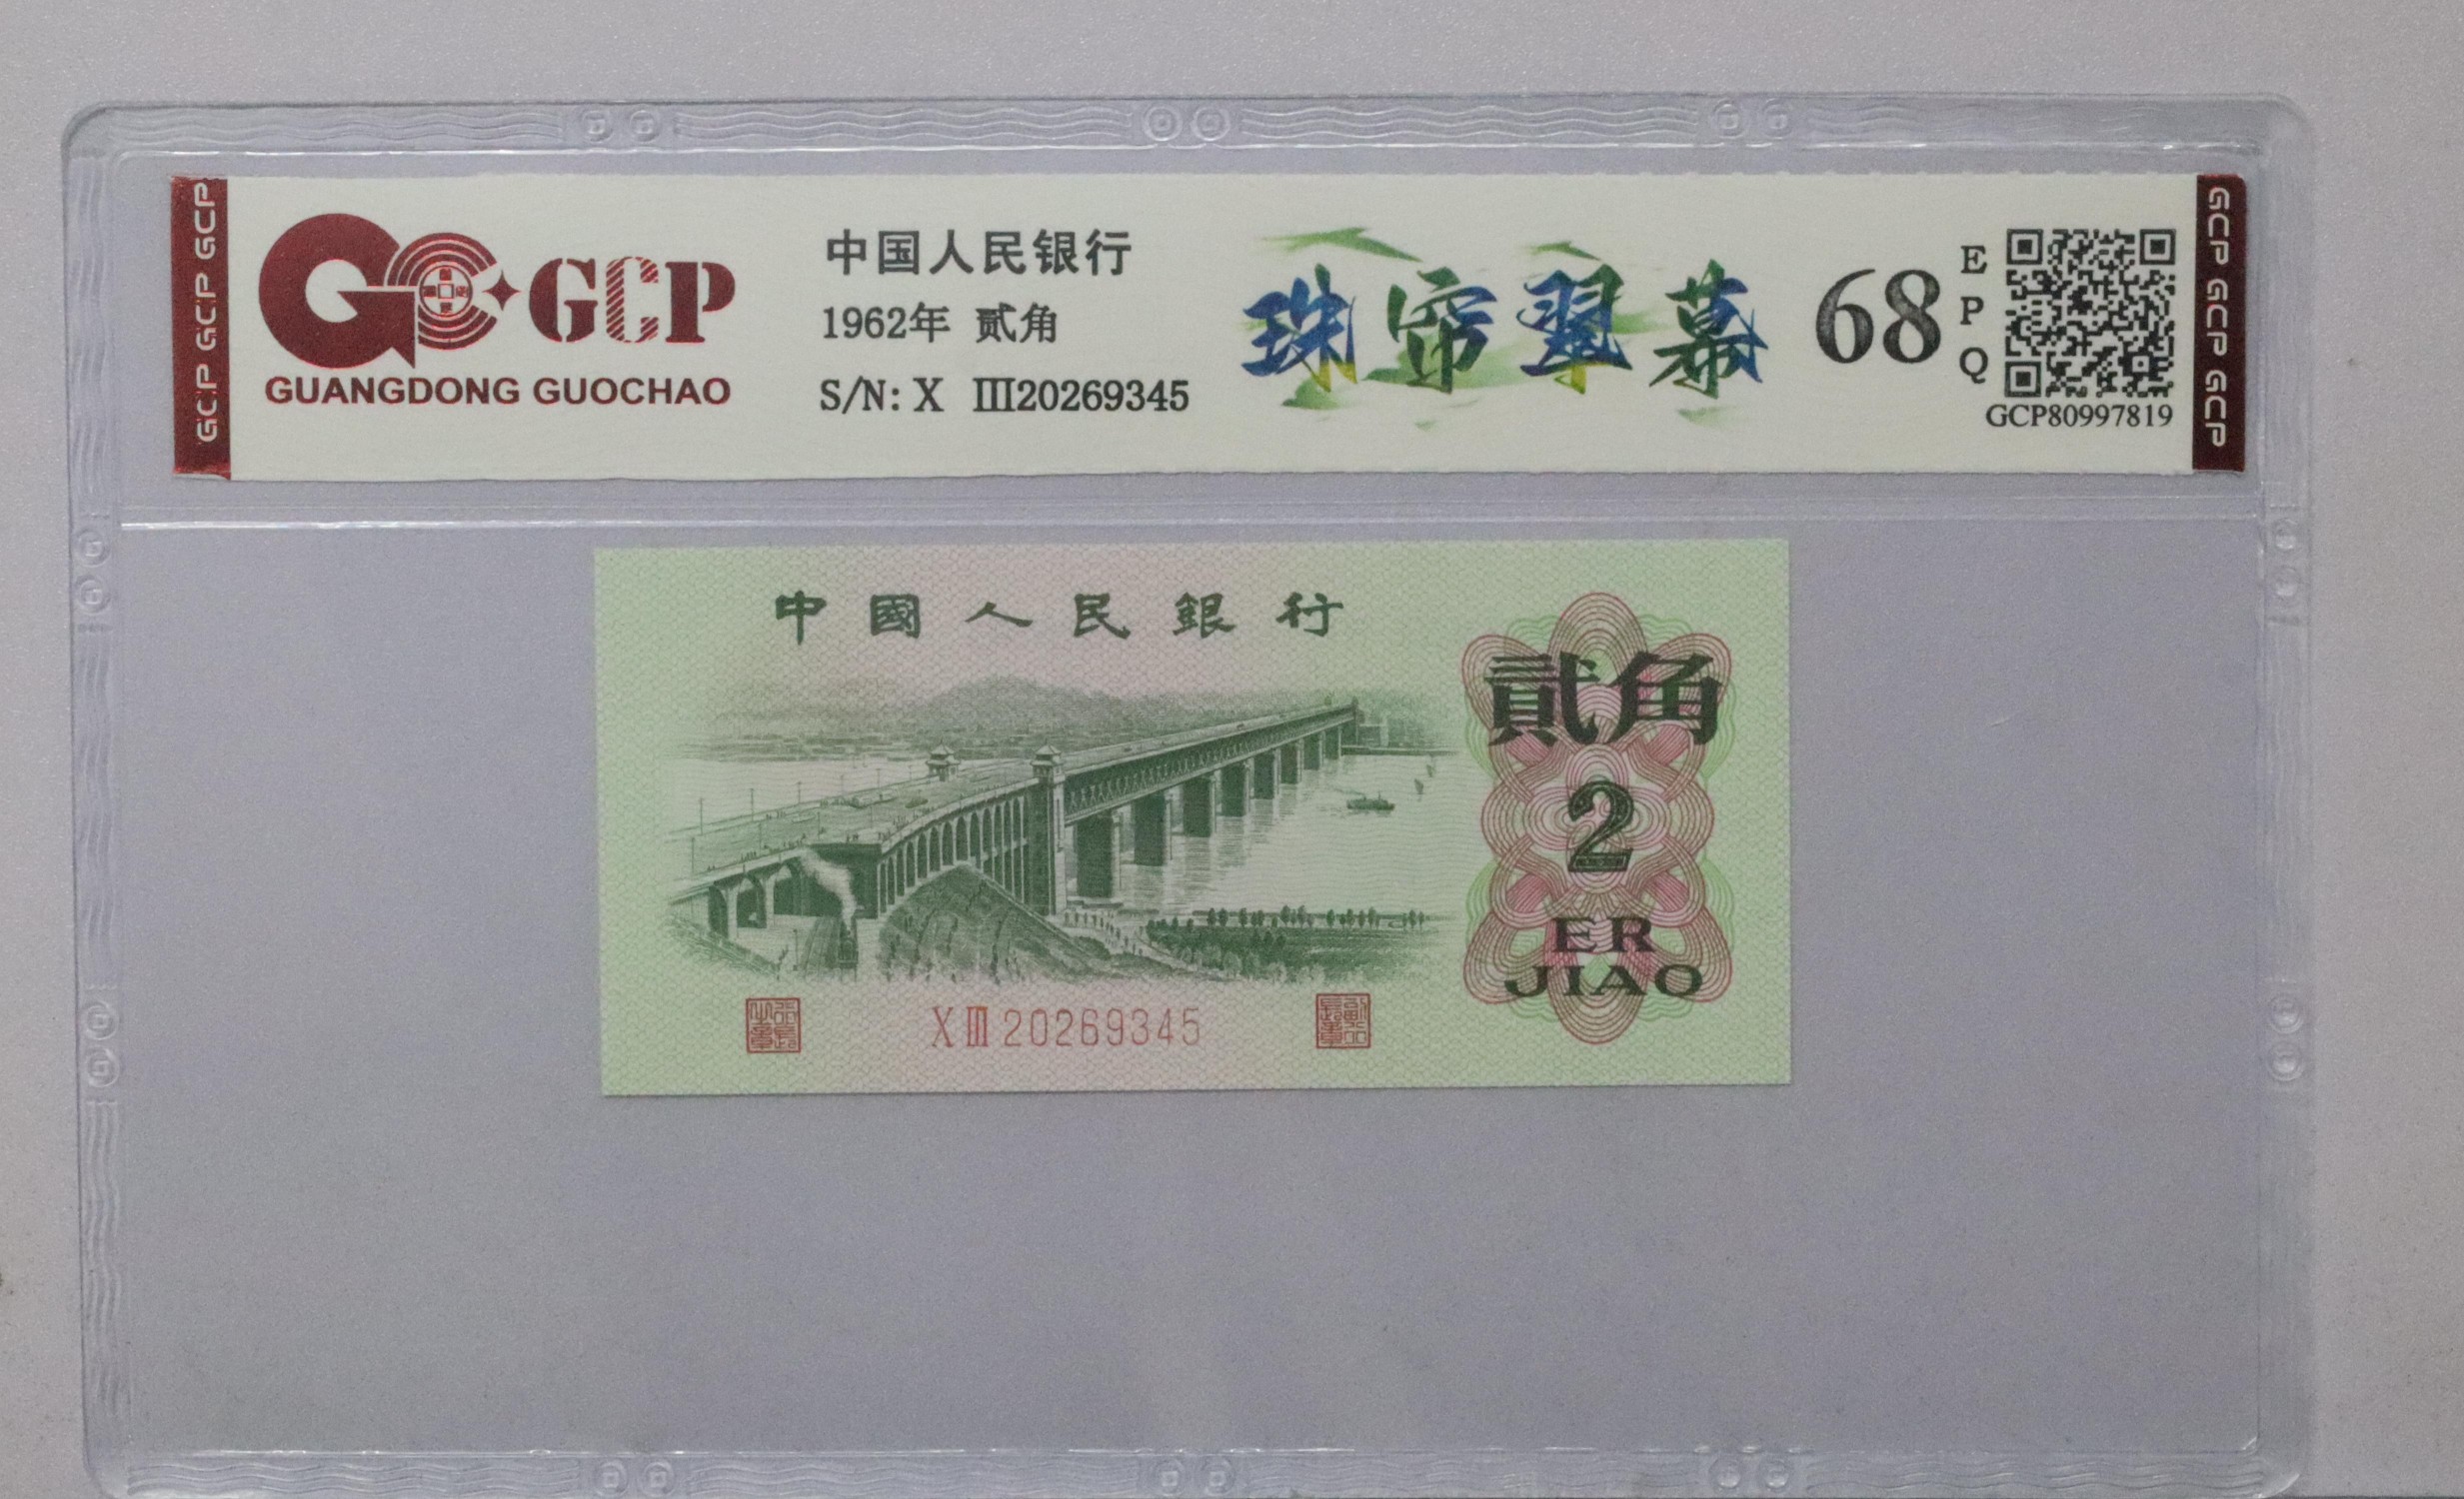 GCP GCP GCP
GCP
GUANGDONG GUOCHAO
中国人民银行
1962年 贰角
S/N: X Ⅲ20269345
珠帘翠幕
68
EPQ
GCP80997819
GCP GCP GCP
中國人民銀行
貳角
2
ER
JIAO
X Ⅲ 20269345